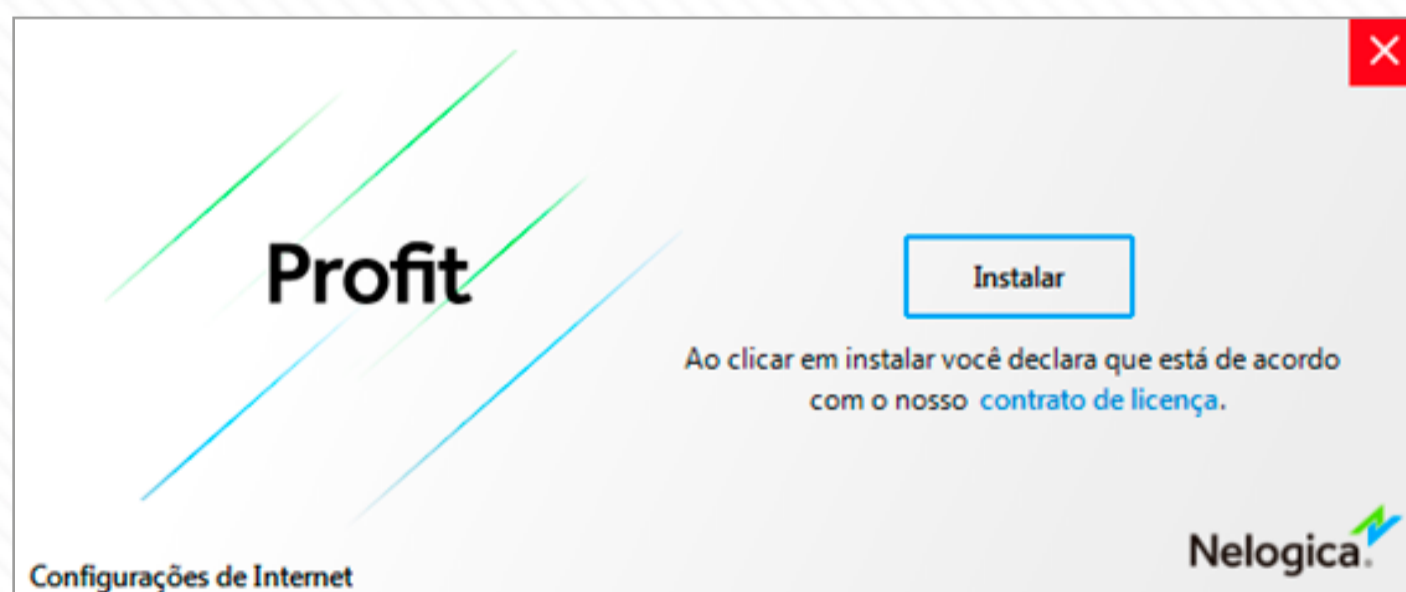 Profit
Instalar
Ao clicar em instalar você declara que está de acordo
com o nosso contrato de licença.
Nelogica.
Configurações de Internet